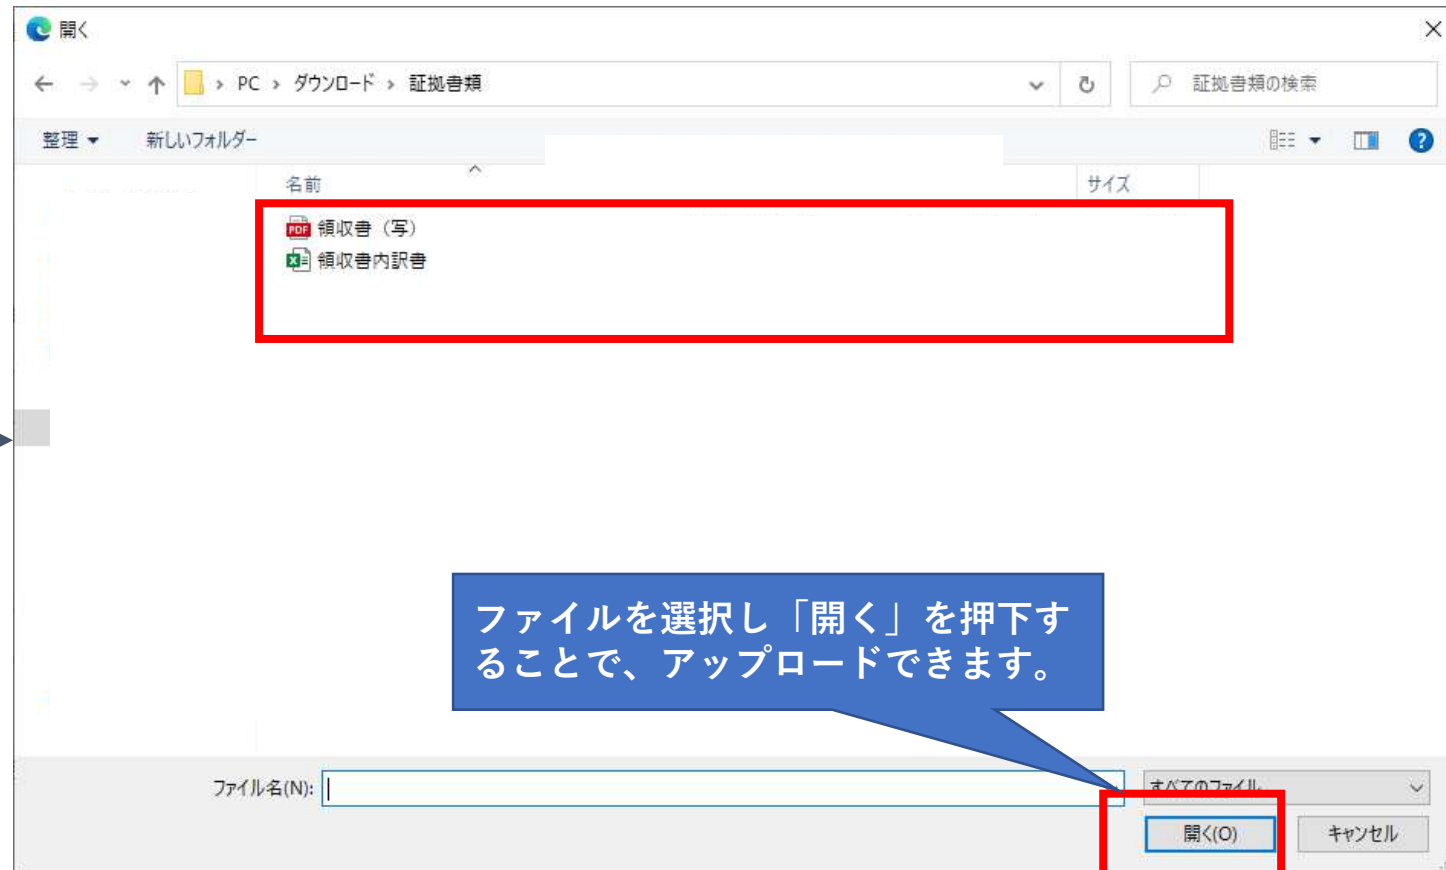 開く
PC › ダウンロード › 証拠書類
証拠書類の検索
整理 新しいフォルダー
名前 サイズ
PDF 領収書（写）
領収書内訳書
ファイルを選択し「開く」を押下す
ることで、アップロードできます。
ファイル名(N): すべてのファイル
開く(O) キャンセル